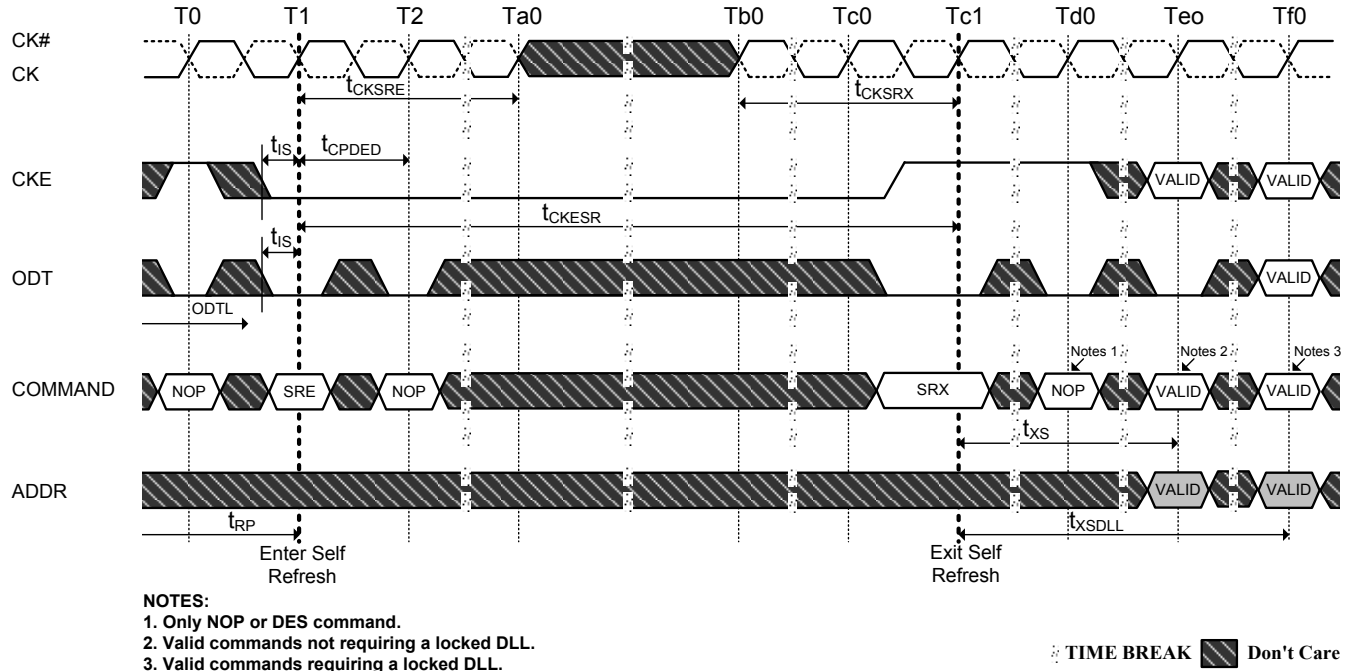 T0 T1 T2 Ta0 Tb0 Tc0 Tc1 Td0 Teo Tf0
CK#
CK
tCKSRE tCKSRX
tIS tCPDED
CKE VALID VALID
tCKESR
tIS
ODT VALID
ODTL
Notes 1 Notes 2 Notes 3
COMMAND NOP SRE NOP SRX NOP VALID VALID
tXS
ADDR VALID VALID
tRP tXSDLL
Enter Self
Refresh
Exit Self
Refresh
NOTES:
1. Only NOP or DES command.
2. Valid commands not requiring a locked DLL.
3. Valid commands requiring a locked DLL.
TIME BREAK Don't Care